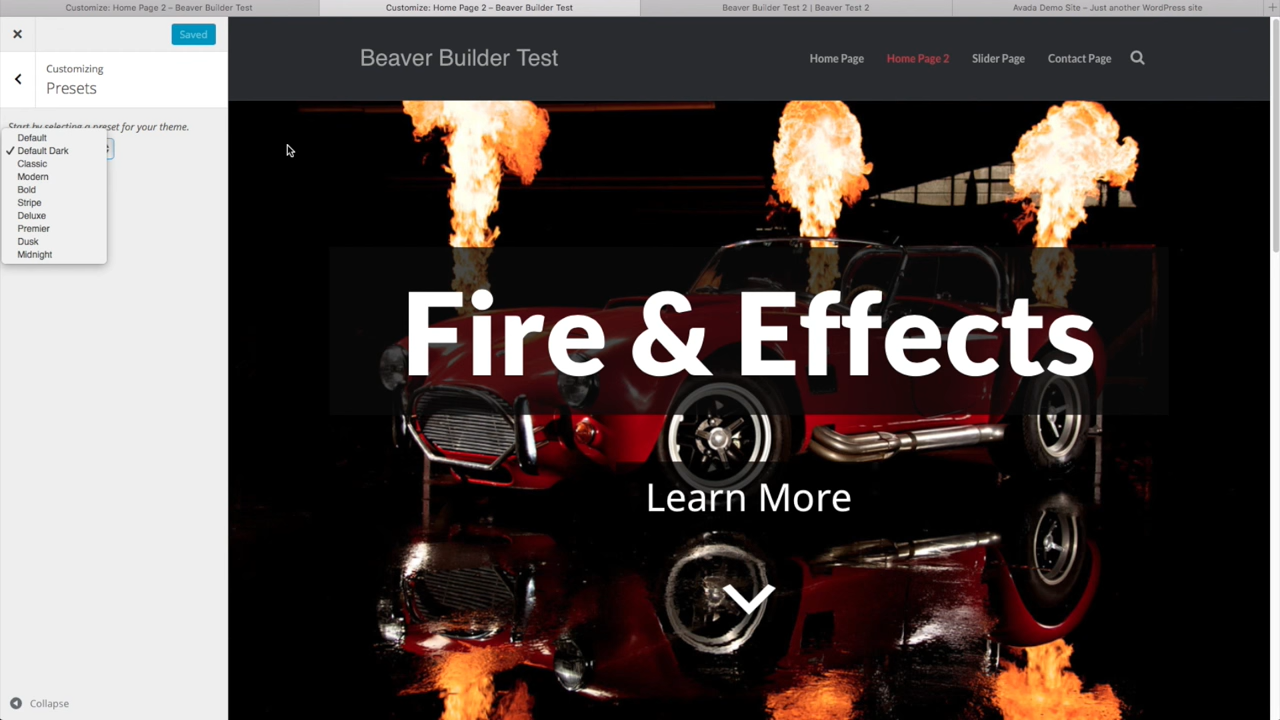 Customize: Home Page 2 – Beaver Builder Test
Customize: Home Page 2 – Beaver Builder Test
Beaver Builder Test 2 | Beaver Test 2
Avada Demo Site – Just another WordPress site
Saved
Customizing
Presets
Start by selecting a preset for your theme.
Default
Default Dark
Classic
Modern
Bold
Stripe
Deluxe
Premier
Dusk
Midnight
Collapse
Beaver Builder Test
Home Page
Home Page 2
Slider Page
Contact Page
Fire & Effects
Learn More